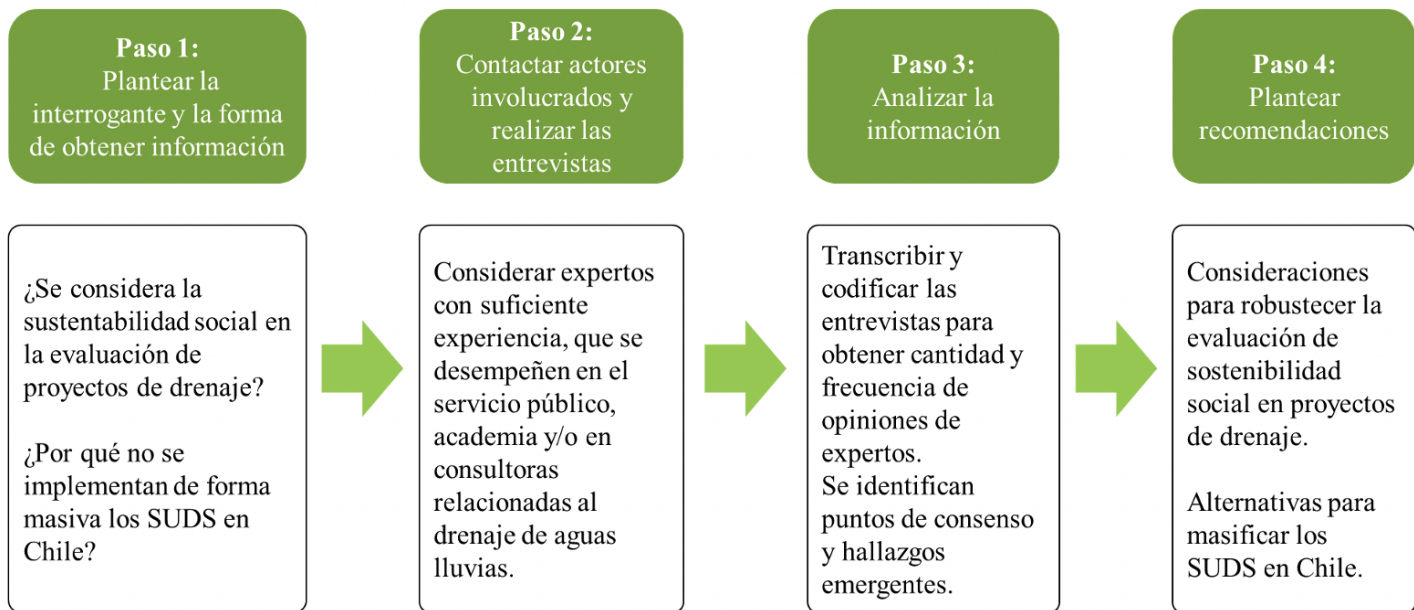 Paso 1:
Plantear la
interrogante y la forma
de obtener información
Paso 2:
Contactar actores
involucrados y
realizar las
entrevistas
Paso 3:
Analizar la
información
Paso 4:
Plantear
recomendaciones
¿Se considera la
sustentabilidad social en
la evaluación de
proyectos de drenaje?
¿Por qué no se
implementan de forma
masiva los SUDS en
Chile?
Considerar expertos
con suficiente
experiencia, que se
desempeñen en el
servicio público,
academia y/o en
consultoras
relacionadas al
drenaje de aguas
lluvias.
Transcribir y
codificar las
entrevistas para
obtener cantidad y
frecuencia de
opiniones de
expertos.
Se identifican
puntos de consenso
y hallazgos
emergentes.
Consideraciones
para robustecer la
evaluación de
sostenibilidad
social en proyectos
de drenaje.
Alternativas para
masificar los
SUDS en Chile.